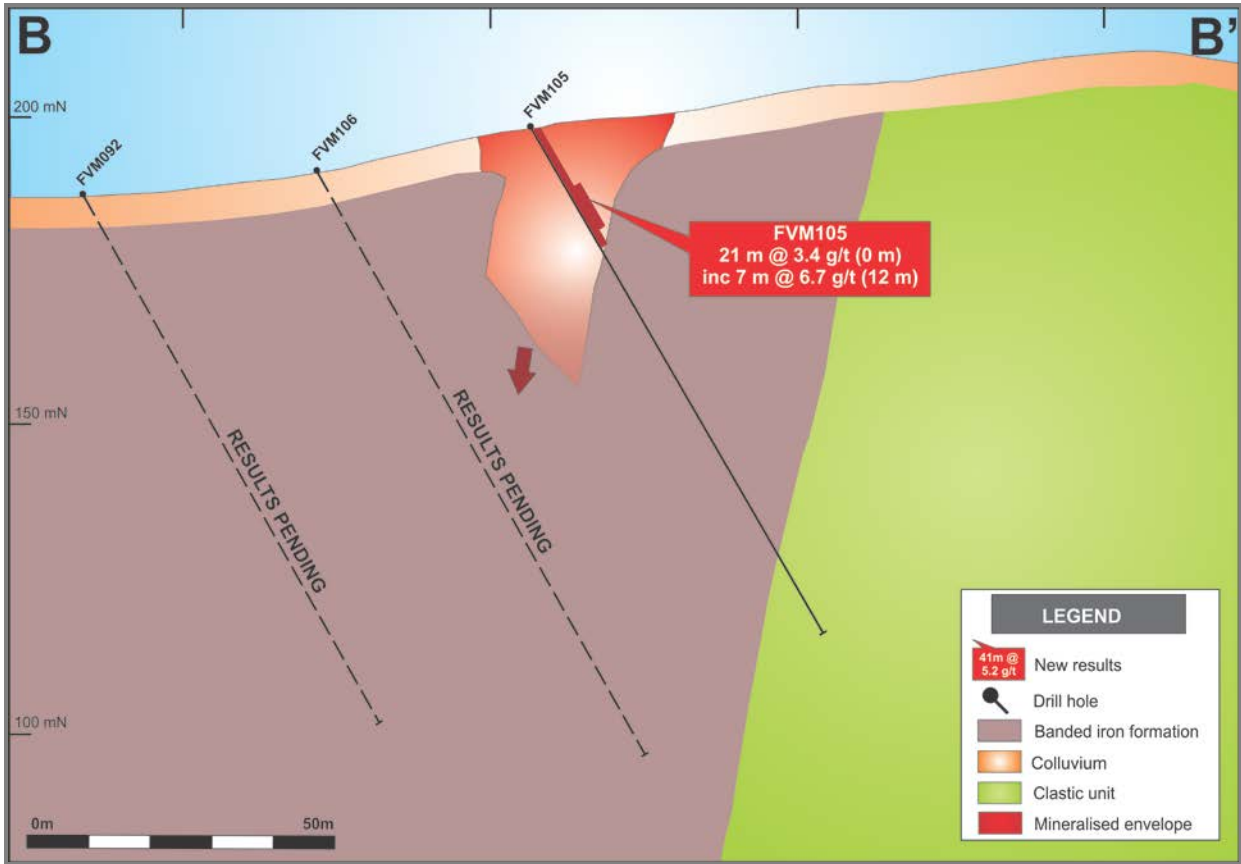 B
B'
200 mN
FVM092
FVM106
FVM105
FVM105
21 m @ 3.4 g/t (0 m)
inc 7 m @ 6.7 g/t (12 m)
150 mN
RESULTS PENDING
RESULTS PENDING
100 mN
0m 50m
LEGEND
41m @
5.2 g/t
New results
Drill hole
Banded iron formation
Colluvium
Clastic unit
Mineralised envelope